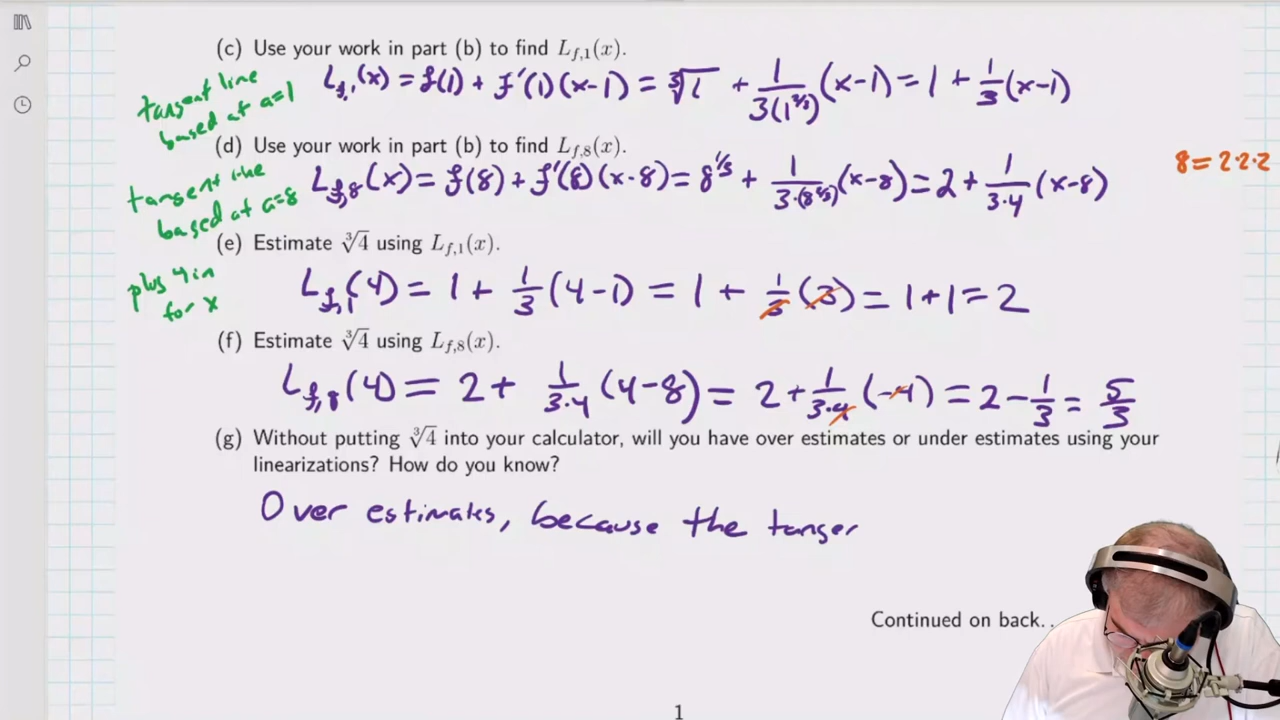 (c) Use your work in part (b) to find L_{f,1}(x).
tangent line based at a=1
L_{f,1}(x) = f(1) + f'(1)(x-1) = ∛1 + 1/(3(1^{2/3}))(x-1) = 1 + 1/3(x-1)
(d) Use your work in part (b) to find L_{f,8}(x).
8 = 2·2·2
tangent line based at a=8
L_{f,8}(x) = f(8) + f'(8)(x-8) = 8^{1/3} + 1/(3·(8^{2/3}))(x-8) = 2 + 1/(3·4)(x-8)
(e) Estimate ∛4 using L_{f,1}(x).
plug 4 in for x
L_{f,1}(4) = 1 + 1/3(4-1) = 1 + 1/3(3) = 1+1 = 2
(f) Estimate ∛4 using L_{f,8}(x).
L_{f,8}(4) = 2 + 1/(3·4)(4-8) = 2 + 1/(3·4)(-4) = 2 - 1/3 = 5/3
(g) Without putting ∛4 into your calculator, will you have over estimates or under estimates using your
linearizations? How do you know?
Over estimates, because the tanger
Continued on back. .
1